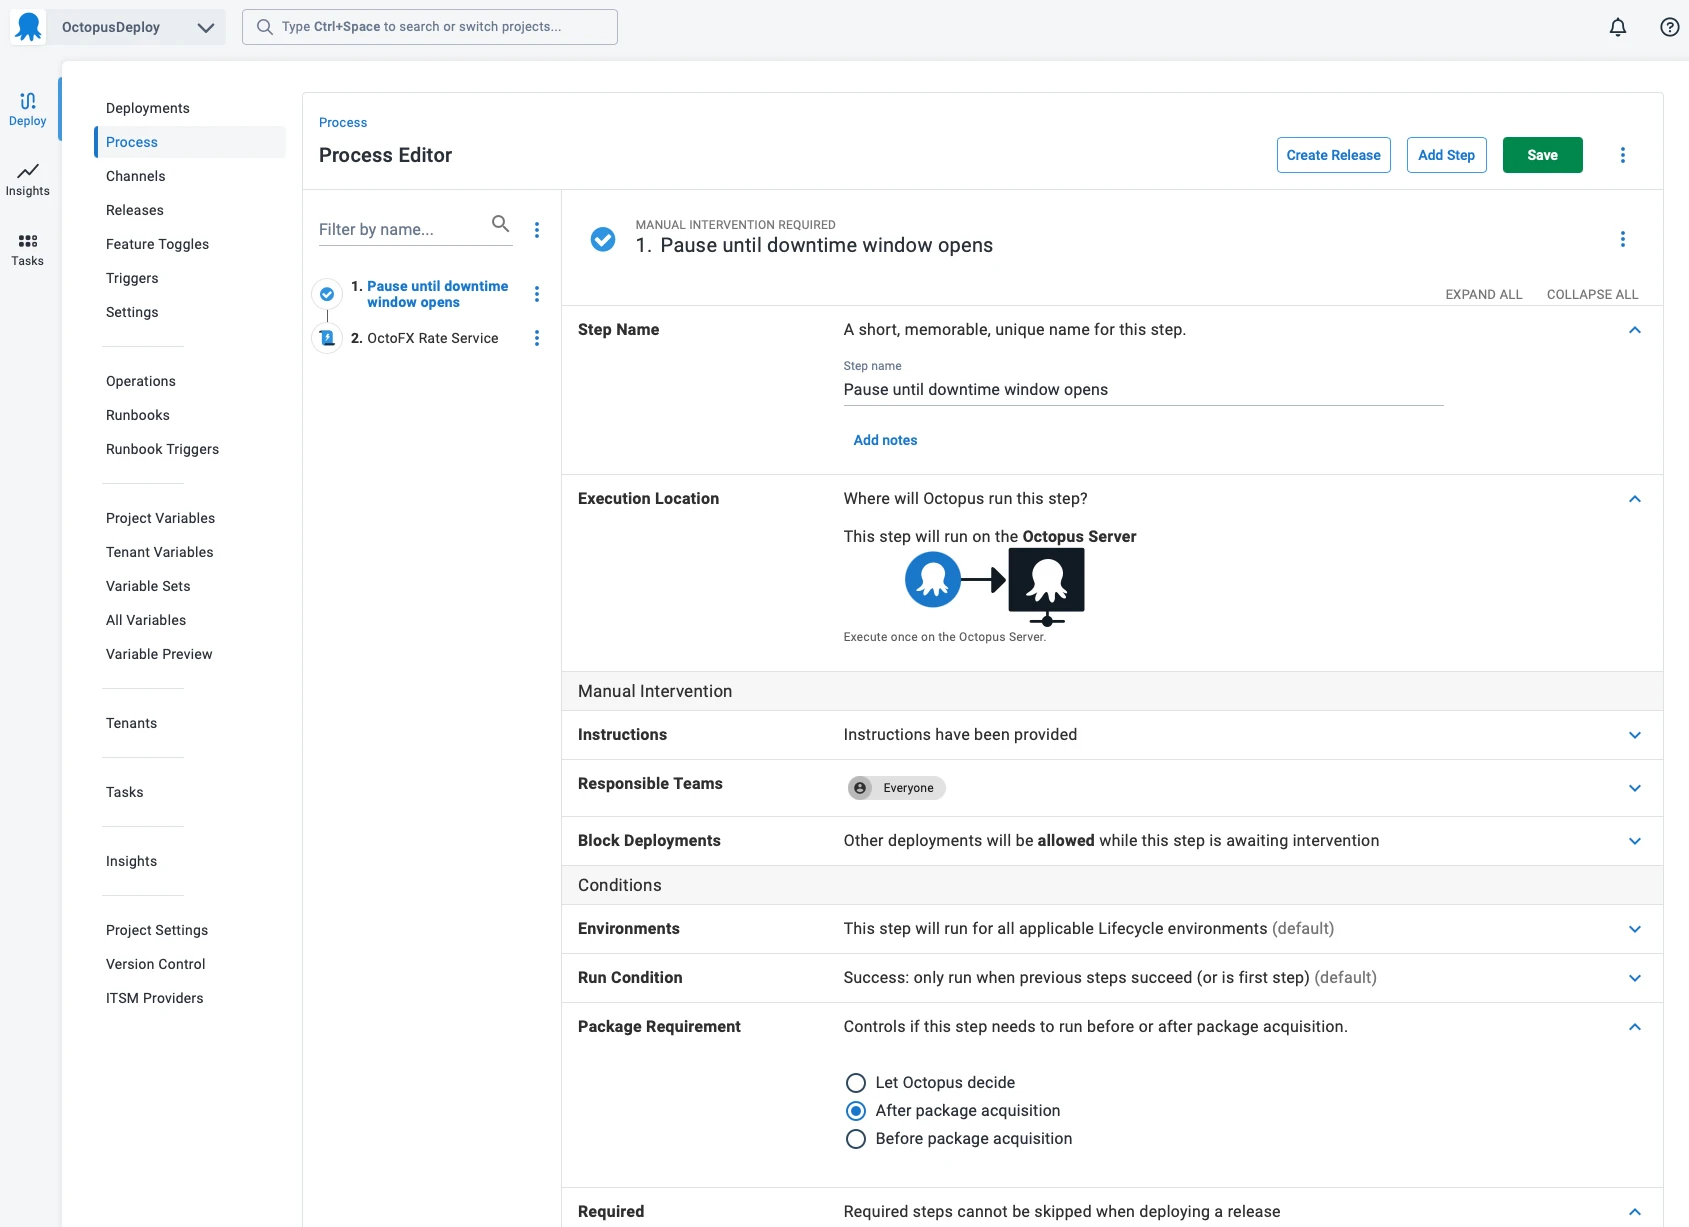 OctopusDeploy
Type Ctrl+Space to search or switch projects...
Deploy
Insights
Tasks
Deployments
Process
Channels
Releases
Feature Toggles
Triggers
Settings
Operations
Runbooks
Runbook Triggers
Project Variables
Tenant Variables
Variable Sets
All Variables
Variable Preview
Tenants
Tasks
Insights
Project Settings
Version Control
ITSM Providers
Process
Process Editor
Create Release
Add Step
Save
Filter by name...
1. Pause until downtime
window opens
2. OctoFX Rate Service
MANUAL INTERVENTION REQUIRED
1. Pause until downtime window opens
EXPAND ALL
COLLAPSE ALL
Step Name
A short, memorable, unique name for this step.
Step name
Pause until downtime window opens
Add notes
Execution Location
Where will Octopus run this step?
This step will run on the Octopus Server
Execute once on the Octopus Server.
Manual Intervention
Instructions
Instructions have been provided
Responsible Teams
Everyone
Block Deployments
Other deployments will be allowed while this step is awaiting intervention
Conditions
Environments
This step will run for all applicable Lifecycle environments (default)
Run Condition
Success: only run when previous steps succeed (or is first step) (default)
Package Requirement
Controls if this step needs to run before or after package acquisition.
Let Octopus decide
After package acquisition
Before package acquisition
Required
Required steps cannot be skipped when deploying a release